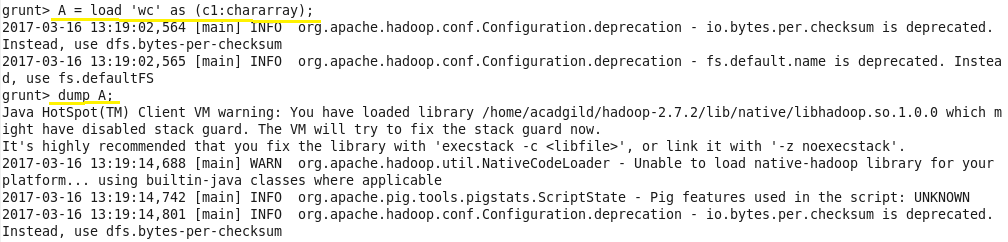 grunt> A = load 'wc' as (c1:chararray);
2017-03-16 13:19:02,564 [main] INFO  org.apache.hadoop.conf.Configuration.deprecation - io.bytes.per.checksum is deprecated.
Instead, use dfs.bytes-per-checksum
2017-03-16 13:19:02,565 [main] INFO  org.apache.hadoop.conf.Configuration.deprecation - fs.default.name is deprecated. Instea
d, use fs.defaultFS
grunt> dump A;
Java HotSpot(TM) Client VM warning: You have loaded library /home/acadgild/hadoop-2.7.2/lib/native/libhadoop.so.1.0.0 which m
ight have disabled stack guard. The VM will try to fix the stack guard now.
It's highly recommended that you fix the library with 'execstack -c <libfile>', or link it with '-z noexecstack'.
2017-03-16 13:19:14,688 [main] WARN  org.apache.hadoop.util.NativeCodeLoader - Unable to load native-hadoop library for your
platform... using builtin-java classes where applicable
2017-03-16 13:19:14,742 [main] INFO  org.apache.pig.tools.pigstats.ScriptState - Pig features used in the script: UNKNOWN
2017-03-16 13:19:14,801 [main] INFO  org.apache.hadoop.conf.Configuration.deprecation - io.bytes.per.checksum is deprecated.
Instead, use dfs.bytes-per-checksum